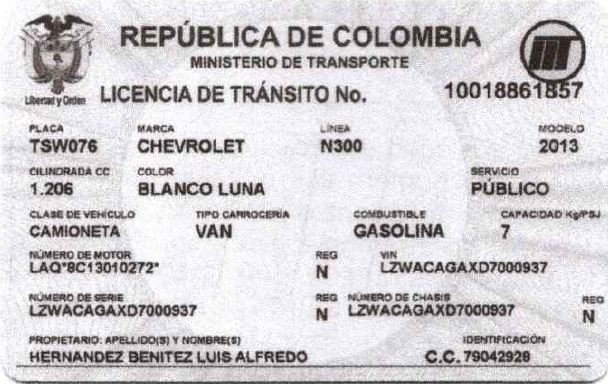 REPÚBLICA DE COLOMBIA
MINISTERIO DE TRANSPORTE
Libertad y Orden
LICENCIA DE TRÁNSITO No. 10018861857
PLACA MARCA LÍNEA MODELO
TSW076 CHEVROLET N300 2013
CILINDRADA CC COLOR SERVICIO
1.206 BLANCO LUNA PÚBLICO
CLASE DE VEHÍCULO TIPO CARROCERÍA COMBUSTIBLE CAPACIDAD Kg/PSJ
CAMIONETA VAN GASOLINA 7
NÚMERO DE MOTOR REG VIN
LAQ*8C13010272* N LZWACAGAXD7000937
NÚMERO DE SERIE REG NÚMERO DE CHASIS REG
LZWACAGAXD7000937 N LZWACAGAXD7000937 N
PROPIETARIO: APELLIDO(S) Y NOMBRE(S) IDENTIFICACIÓN
HERNANDEZ BENITEZ LUIS ALFREDO C.C. 79042928